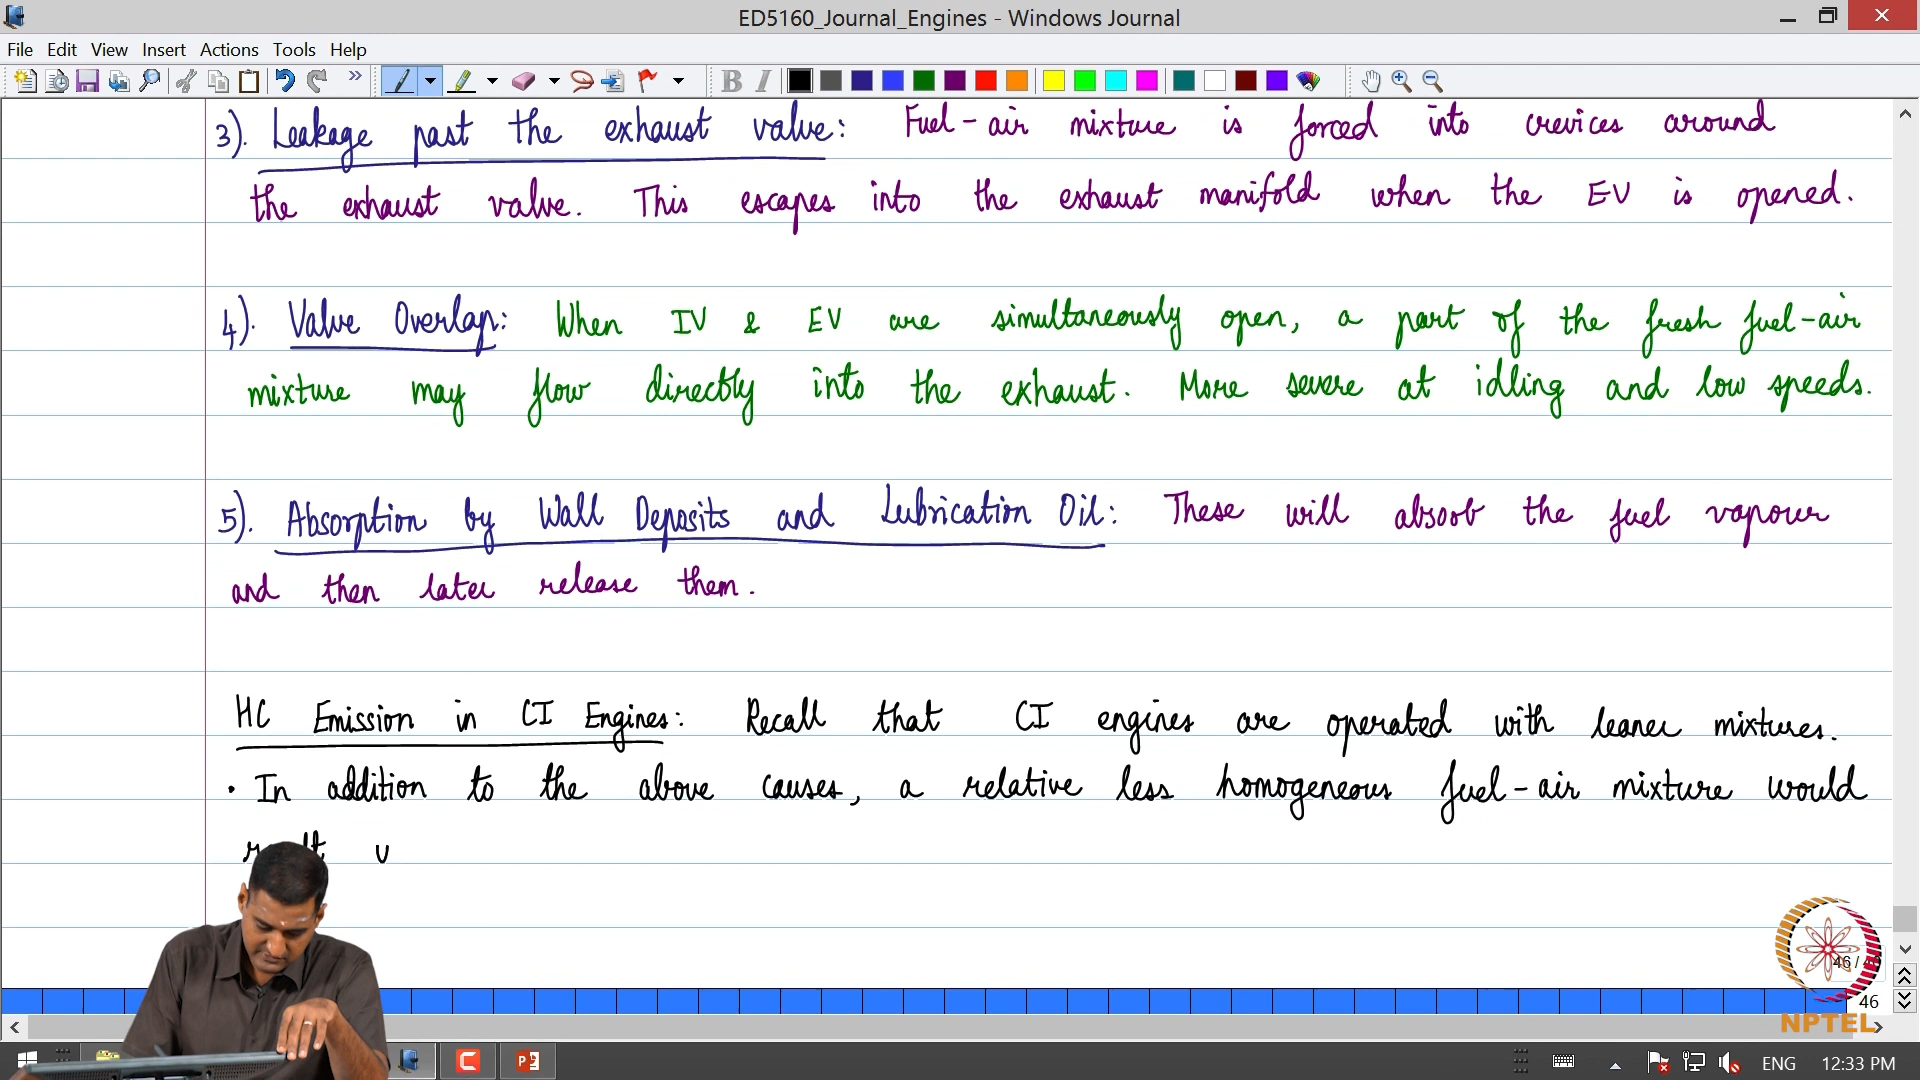 ED5160_Journal_Engines - Windows Journal
File Edit View Insert Actions Tools Help
3). Leakage past the exhaust valve: Fuel-air mixture is forced into crevices around
the exhaust valve. This escapes into the exhaust manifold when the EV is opened.
4). Valve Overlap: When IV & EV are simultaneously open, a part of the fresh fuel-air
mixture may flow directly into the exhaust. More severe at idling and low speeds.
5). Absorption by Wall Deposits and Lubrication Oil: These will absorb the fuel vapour
and then later release them.
HC Emission in CI Engines: Recall that CI engines are operated with leaner mixtures.
• In addition to the above causes, a relative less homogeneous fuel-air mixture would
46
NPTEL
ENG 12:33 PM